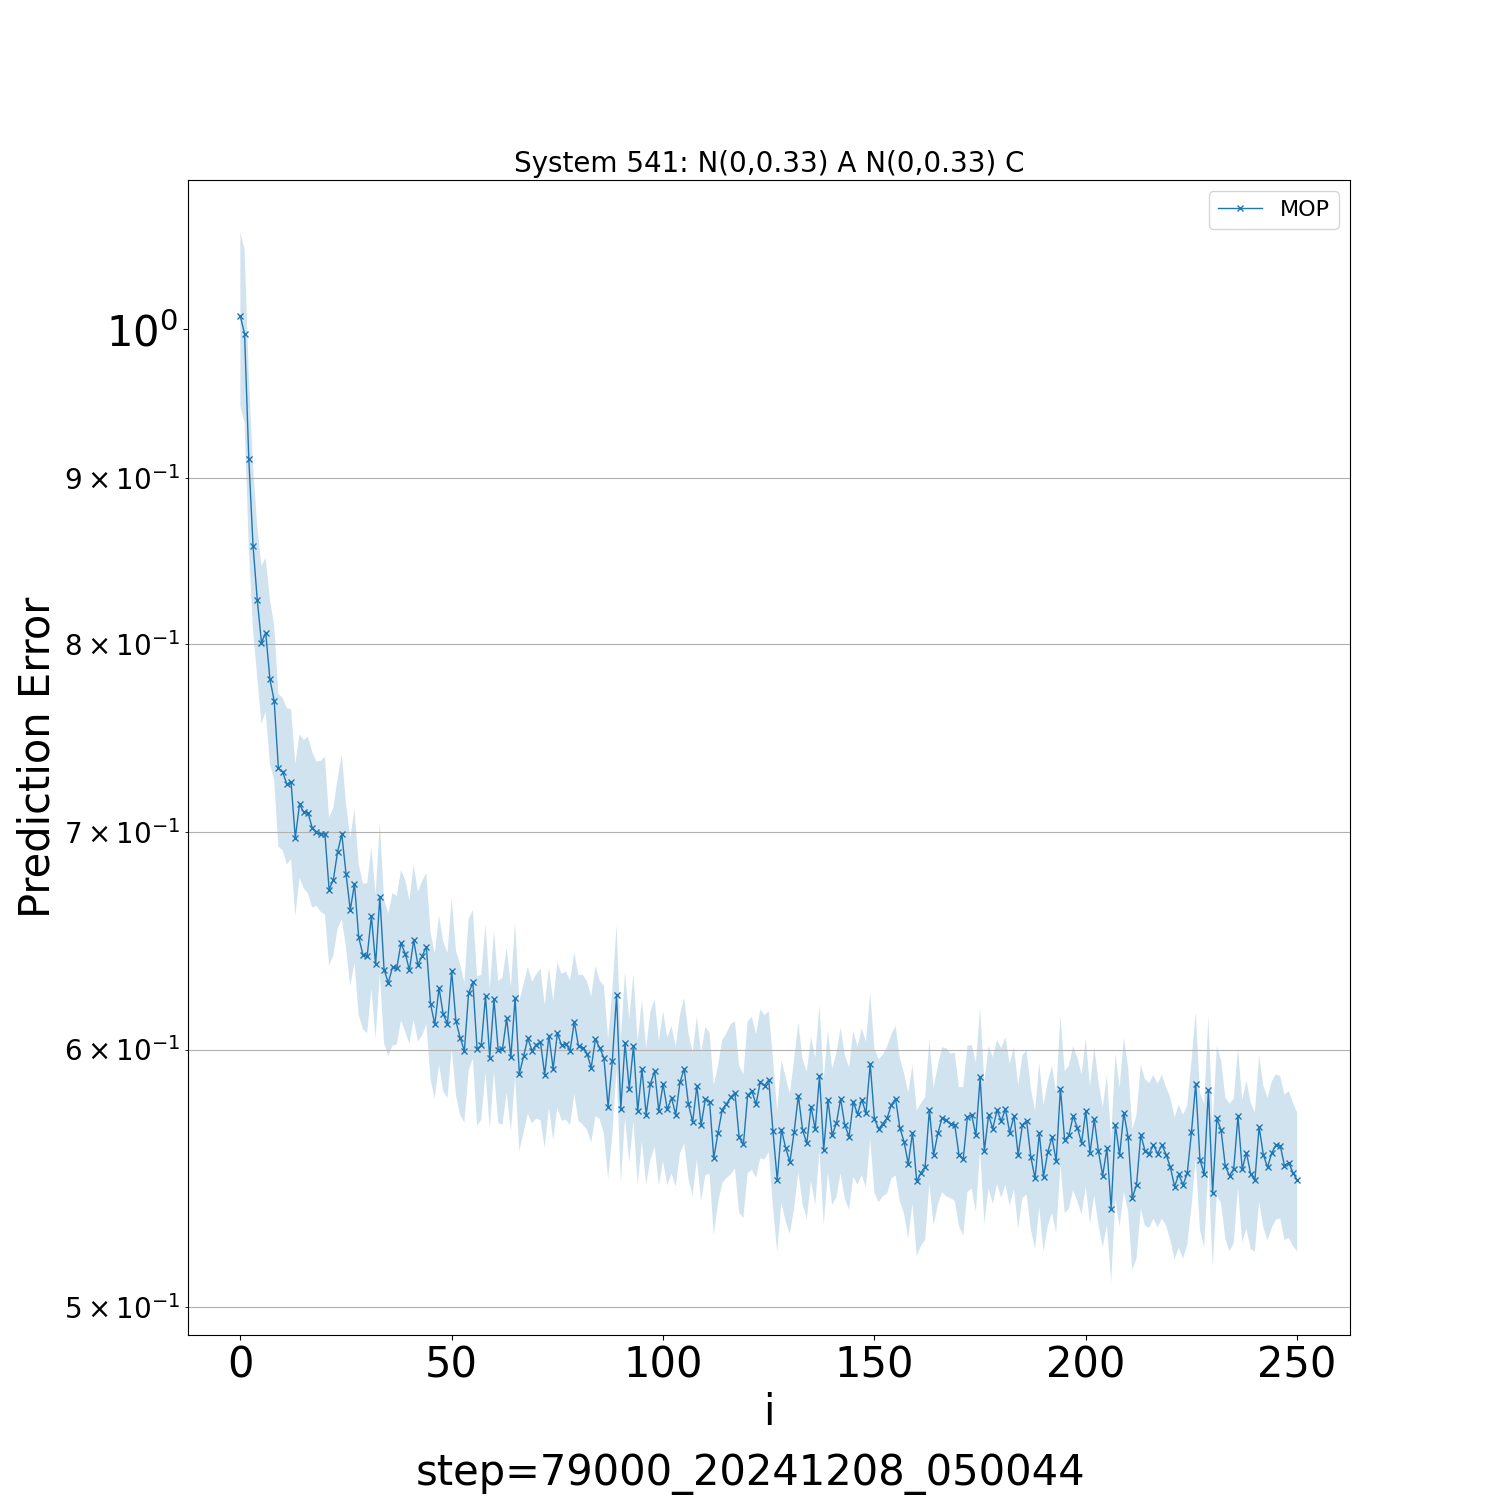 System 541: N(0,0.33) A N(0,0.33) C
MOP
10⁰
9 × 10⁻¹
8 × 10⁻¹
7 × 10⁻¹
6 × 10⁻¹
5 × 10⁻¹
Prediction Error
0 50 100 150 200 250
i
step=79000_20241208_050044